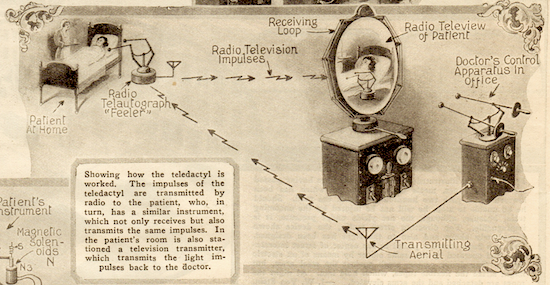 Receiving
Loop
Radio Teleview
of Patient
Radio Television
Impulses
Doctor's Control
Apparatus In
Office
Radio
Telautograph
"Feeler"
Patient
At Home
Showing how the teledactyl is
worked. The impulses of the
teledactyl are transmitted by
radio to the patient, who, in
turn, has a similar instrument,
which not only receives but also
transmits the same impulses. In
the patient's room is also sta-
tioned a television transmitter,
which transmits the light im-
pulses back to the doctor.
Transmitting
Aerial
Patient's
Instrument
Magnetic
Solen-
oids
S
N
N3